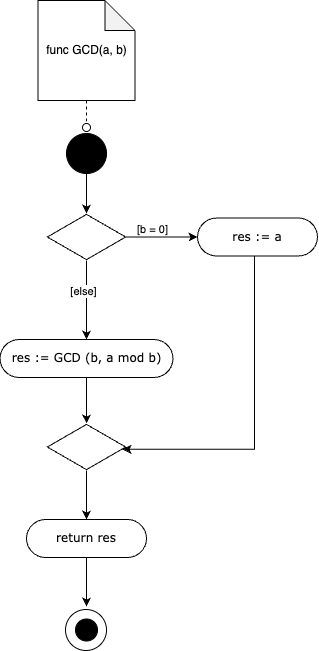 func GCD(a, b)
[b = 0]
res := a
[else]
res := GCD (b, a mod b)
return res